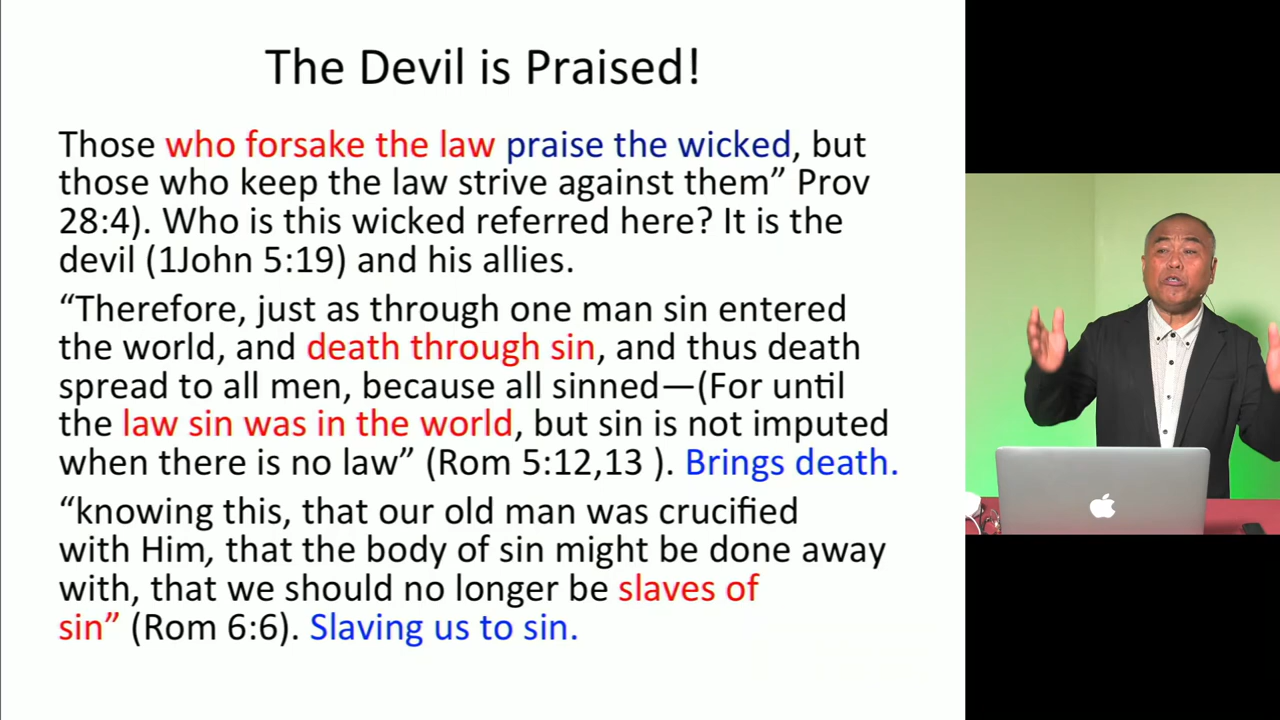 The Devil is Praised!
Those who forsake the law praise the wicked, but
those who keep the law strive against them” Prov
28:4). Who is this wicked referred here? It is the
devil (1John 5:19) and his allies.
“Therefore, just as through one man sin entered
the world, and death through sin, and thus death
spread to all men, because all sinned—(For until
the law sin was in the world, but sin is not imputed
when there is no law” (Rom 5:12,13 ). Brings death.
“knowing this, that our old man was crucified
with Him, that the body of sin might be done away
with, that we should no longer be slaves of
sin” (Rom 6:6). Slaving us to sin.